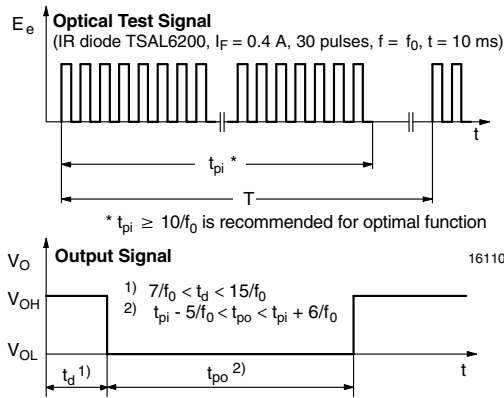 E_e
Optical Test Signal
(IR diode TSAL6200, I_F = 0.4 A, 30 pulses, f = f_0, t = 10 ms)
t
t_pi *
T
* t_pi ≥ 10/f_0 is recommended for optimal function
V_O
Output Signal
16110
V_OH
1) 7/f_0 < t_d < 15/f_0
2) t_pi - 5/f_0 < t_po < t_pi + 6/f_0
V_OL
t
t_d 1)
t_po 2)